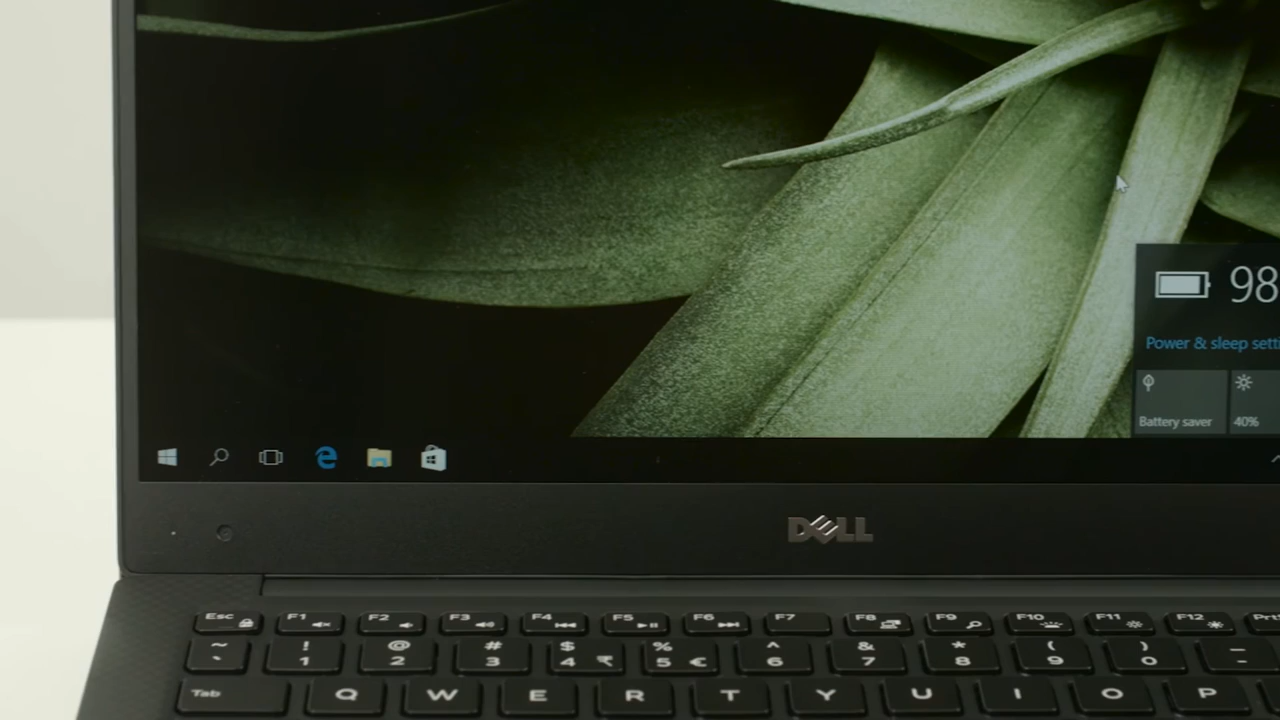 98
Power & sleep setti
Battery saver
40%
DELL
Esc F1 F2 F3 F4 F5 F6 F7 F8 F9 F10 F11 F12 Prt
~ ! @ # $ % ^ & * ( ) _
` 1 2 3 4 ₹ 5 € 6 7 8 9 0 -
Tab Q W E R T Y U I O P